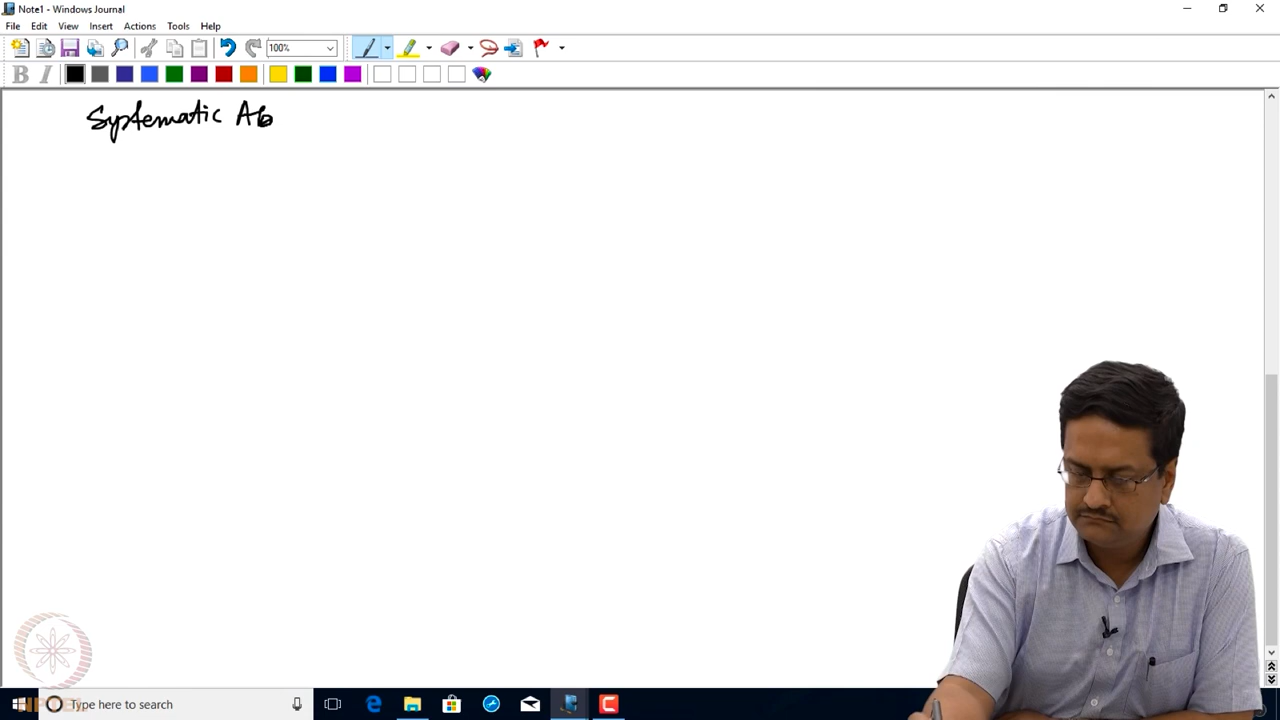 Note1 - Windows Journal
File Edit View Insert Actions Tools Help
100%
B I
Systematic Ab
Type here to search